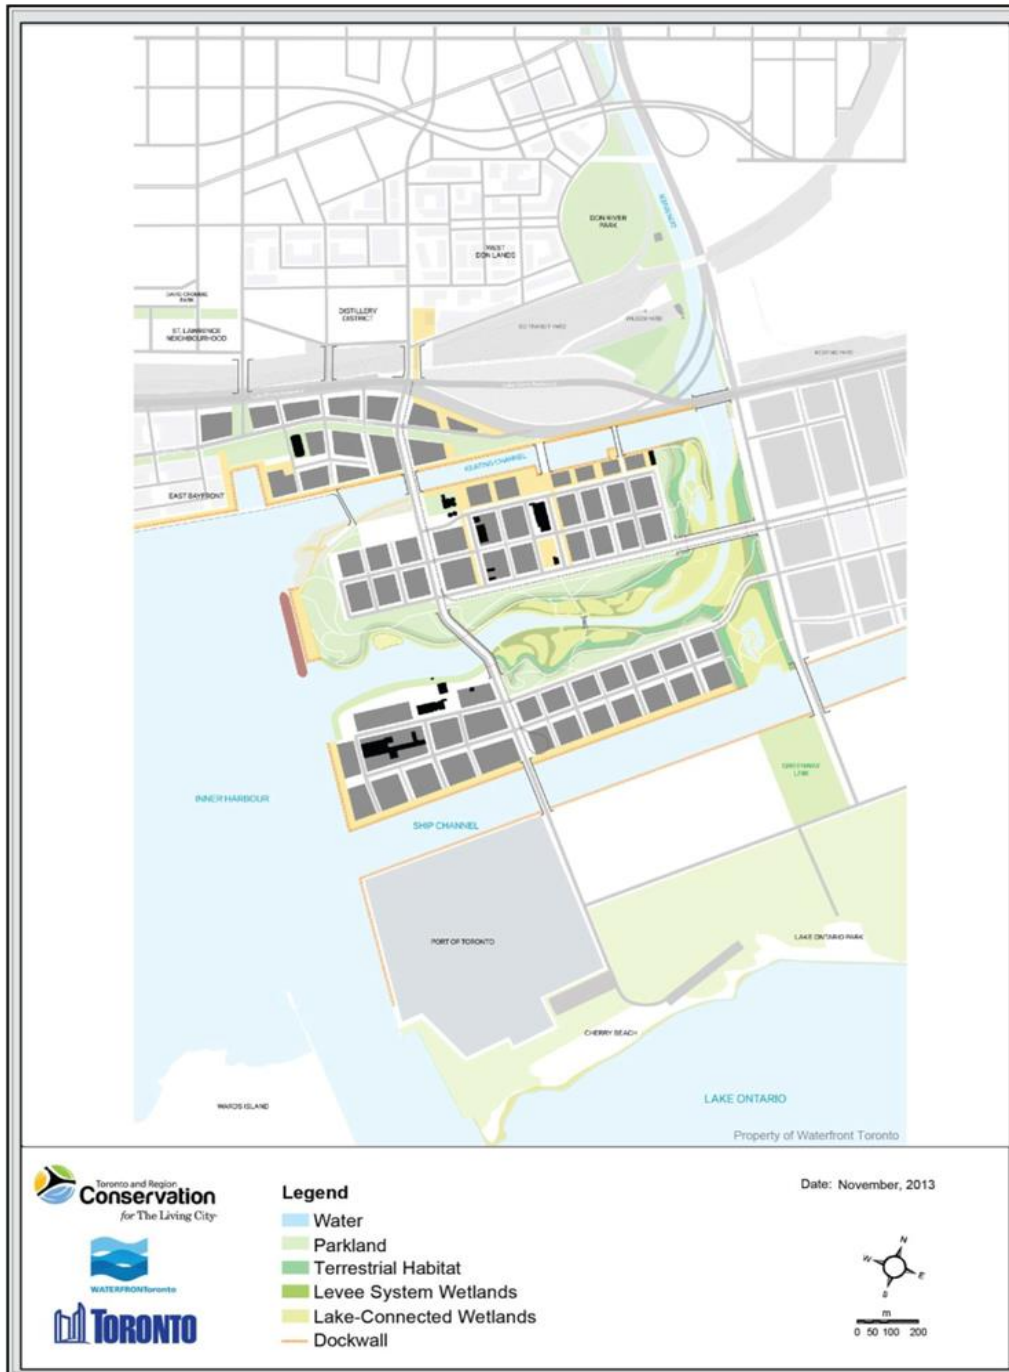 DON RIVER
PARK
WEST
DON LANDS
DISTILLERY
DISTRICT
ST. LAWRENCE
NEIGHBOURHOOD
KEATING CHANNEL
EAST BAYFRONT
INNER HARBOUR
SHIP CHANNEL
PORT OF TORONTO
LAKE ONTARIO PARK
CHERRY BEACH
WARDS ISLAND
LAKE ONTARIO
Property of Waterfront Toronto
Toronto and Region
Conservation
for The Living City
WATERFRONToronto
TORONTO
Legend
Water
Parkland
Terrestrial Habitat
Levee System Wetlands
Lake-Connected Wetlands
Dockwall
Date: November, 2013
N
W
E
m
0 50 100 200